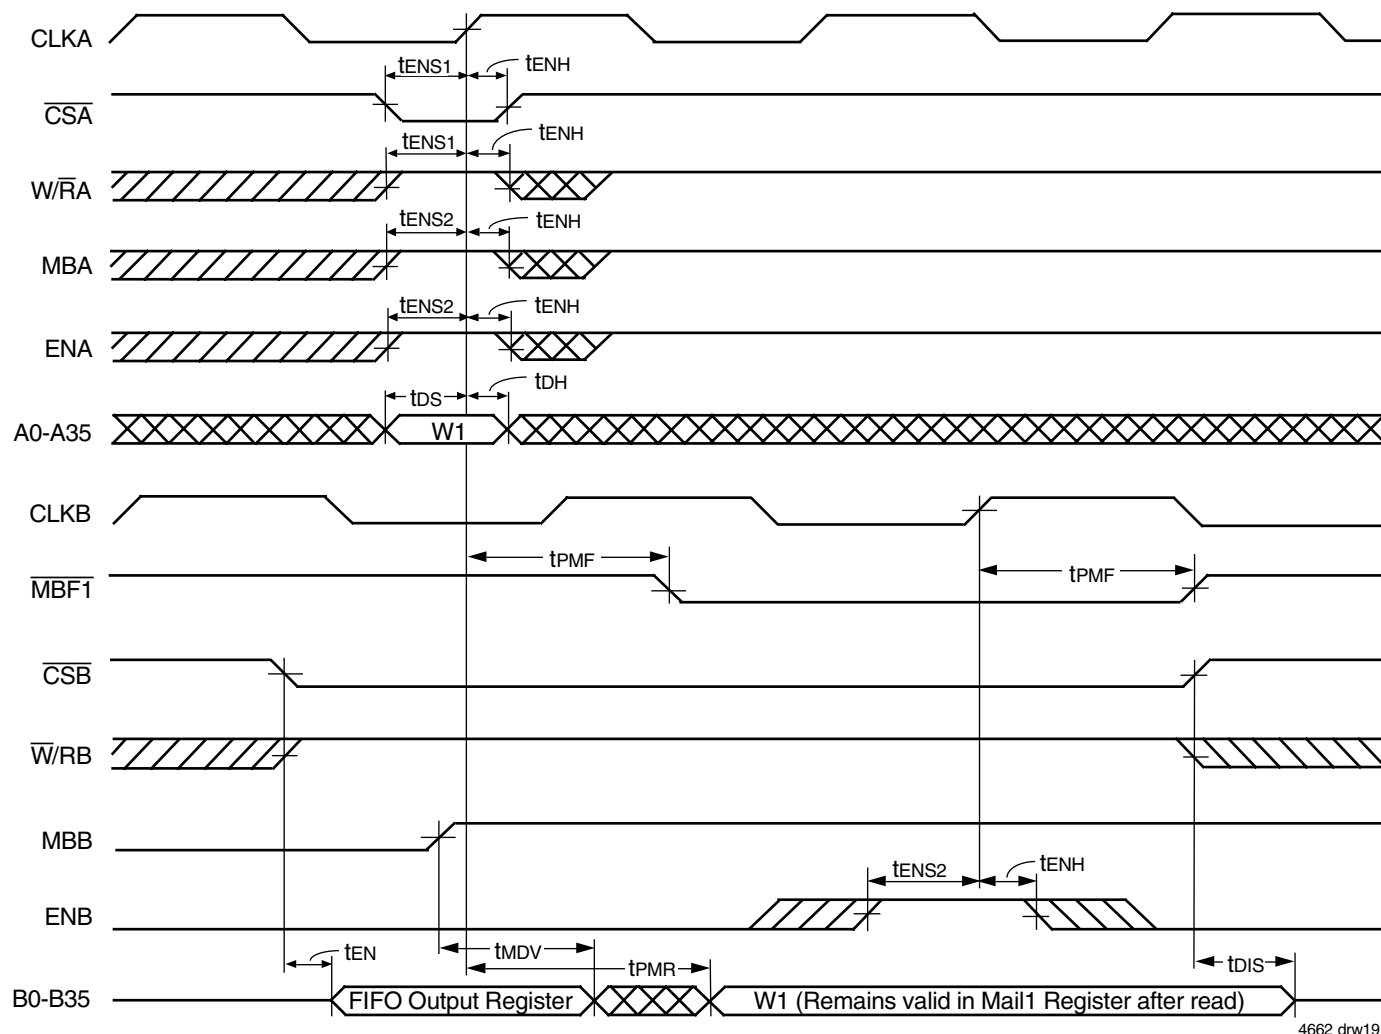 CLKA
tENS1 tENH
CSA
tENS1 tENH
W/RA
tENS2 tENH
MBA
tENS2 tENH
ENA
tDS tDH
A0-A35 W1
CLKB
tPMF tPMF
MBF1
CSB
W/RB
MBB
tENS2 tENH
ENB
tEN tMDV tPMR tDIS
B0-B35 FIFO Output Register W1 (Remains valid in Mail1 Register after read)
4662 drw19